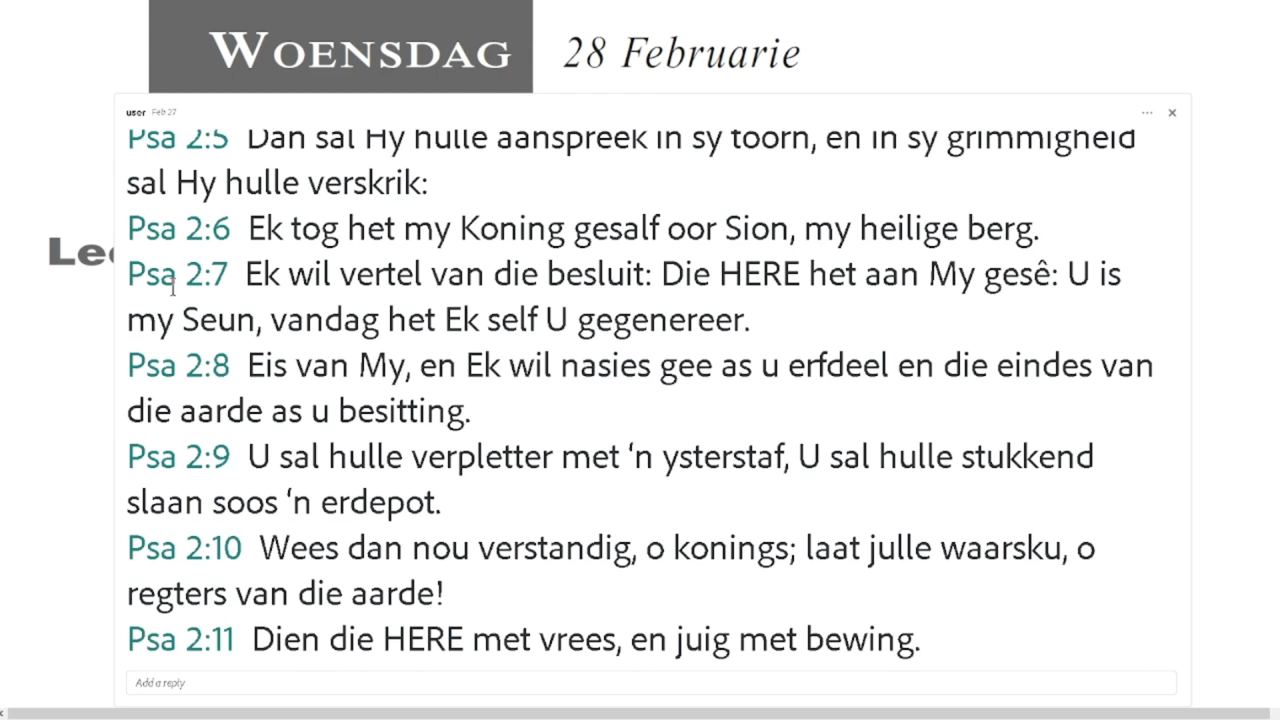 WOENSDAG 28 Februarie
user Feb 27
Psa 2:5 Dan sal Hy hulle aanspreek in sy toorn, en in sy grimmigheid
sal Hy hulle verskrik:
Psa 2:6 Ek tog het my Koning gesalf oor Sion, my heilige berg.
Psa 2:7 Ek wil vertel van die besluit: Die HERE het aan My gesê: U is
my Seun, vandag het Ek self U gegenereer.
Psa 2:8 Eis van My, en Ek wil nasies gee as u erfdeel en die eindes van
die aarde as u besitting.
Psa 2:9 U sal hulle verpletter met ‘n ysterstaf, U sal hulle stukkend
slaan soos ‘n erdepot.
Psa 2:10 Wees dan nou verstandig, o konings; laat julle waarsku, o
regters van die aarde!
Psa 2:11 Dien die HERE met vrees, en juig met bewing.
Add a reply